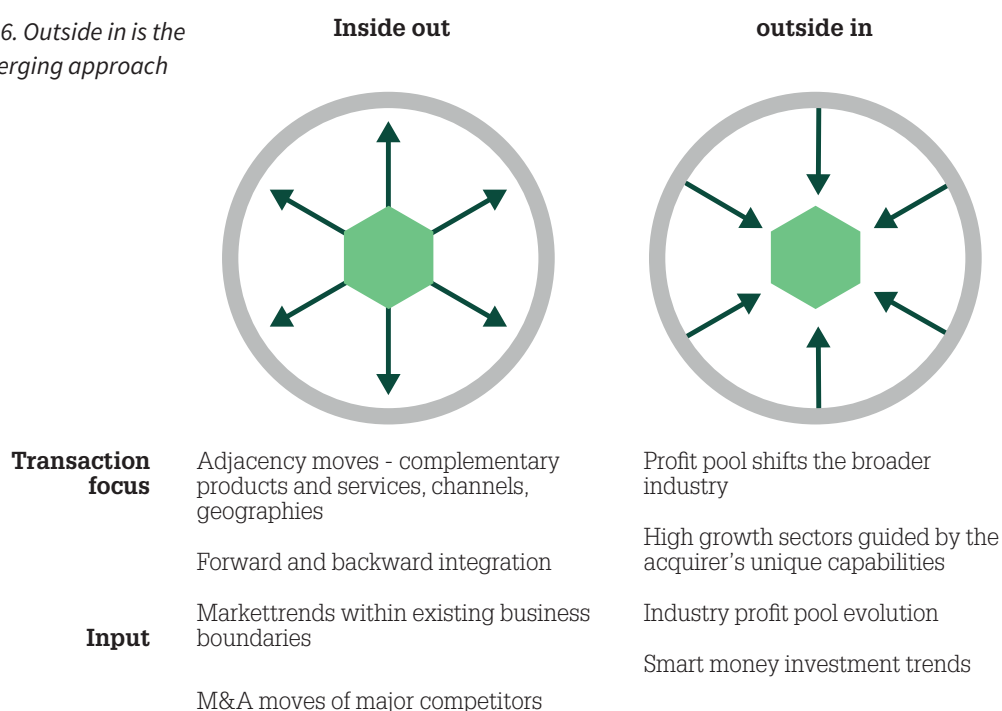 6. Outside in is the
erging approach
Inside out
outside in
Transaction
focus
Adjacency moves - complementary
products and services, channels,
geographies
Forward and backward integration
Profit pool shifts the broader
industry
High growth sectors guided by the
acquirer's unique capabilities
Input
Markettrends within existing business
boundaries
M&A moves of major competitors
Industry profit pool evolution
Smart money investment trends